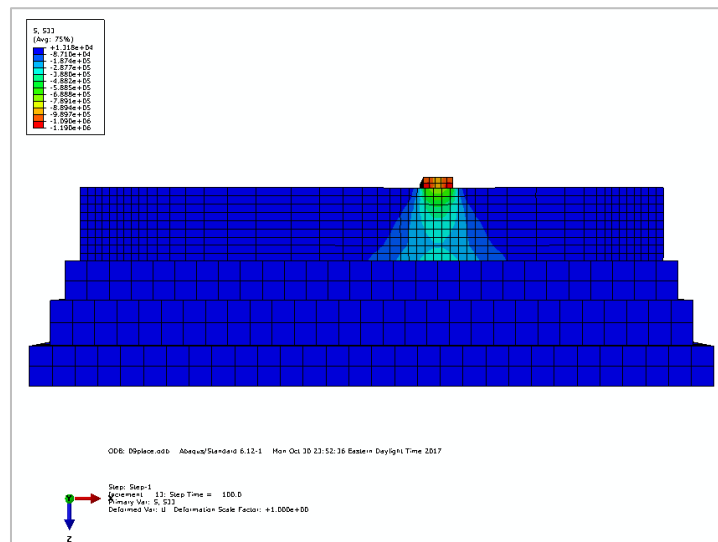 S, S33
(Avg: 75%)
+1.318e+04
-8.710e+04
-1.874e+05
-2.877e+05
-3.880e+05
-4.882e+05
-5.885e+05
-6.888e+05
-7.891e+05
-8.894e+05
-9.897e+05
-1.090e+06
-1.190e+06
ODB: D9place.odb Abaqus/Standard 6.12-1 Mon Oct 30 23:52:36 Eastern Daylight Time 2017
Step: Step-1
Increment 13: Step Time = 100.0
Primary Var: S, S33
Deformed Var: U Deformation Scale Factor: +1.000e+00
Y
X
Z